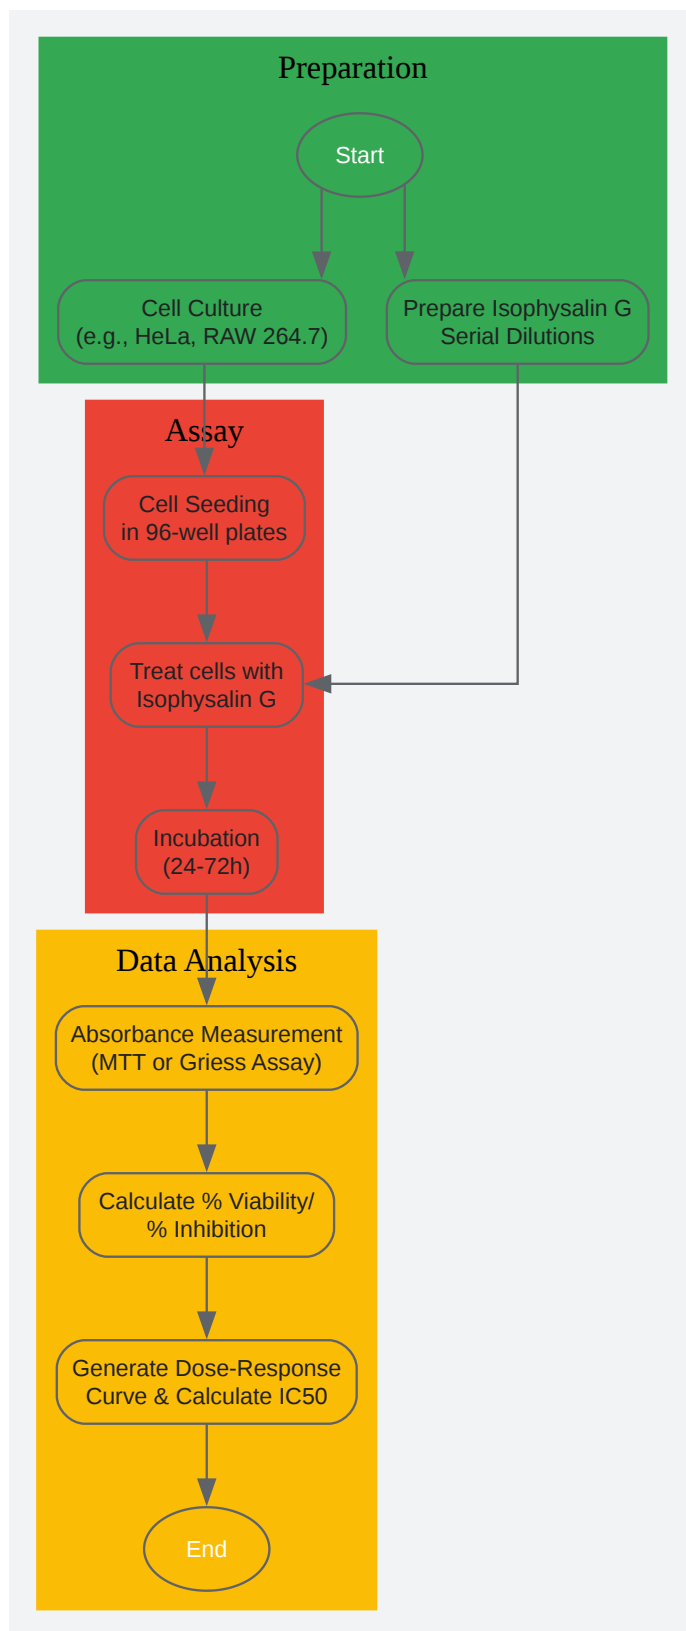 Preparation
Start
Cell Culture
(e.g., HeLa, RAW 264.7)
Prepare Isophysalin G
Serial Dilutions
Assay
Cell Seeding
in 96-well plates
Treat cells with
Isophysalin G
Incubation
(24-72h)
Data Analysis
Absorbance Measurement
(MTT or Griess Assay)
Calculate % Viability/
% Inhibition
Generate Dose-Response
Curve & Calculate IC50
End